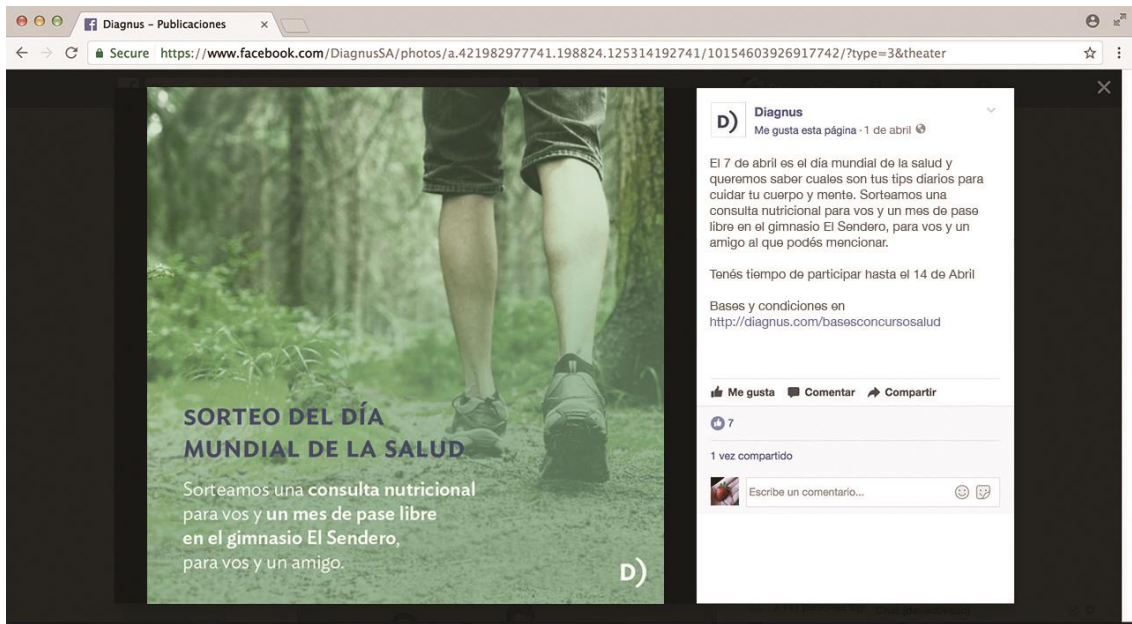 Diagnus – Publicaciones
Secure https://www.facebook.com/DiagnusSA/photos/a.421982977741.198824.125314192741/10154603926917742/?type=3&theater
SORTEO DEL DÍA
MUNDIAL DE LA SALUD
Sorteamos una consulta nutricional
para vos y un mes de pase libre
en el gimnasio El Sendero,
para vos y un amigo.
D)
D)
Diagnus
Me gusta esta página · 1 de abril
El 7 de abril es el día mundial de la salud y
queremos saber cuales son tus tips diarios para
cuidar tu cuerpo y mente. Sorteamos una
consulta nutricional para vos y un mes de pase
libre en el gimnasio El Sendero, para vos y un
amigo al que podés mencionar.
Tenés tiempo de participar hasta el 14 de Abril
Bases y condiciones en
http://diagnus.com/basesconcursosalud
Me gusta Comentar Compartir
7
1 vez compartido
Escribe un comentario...